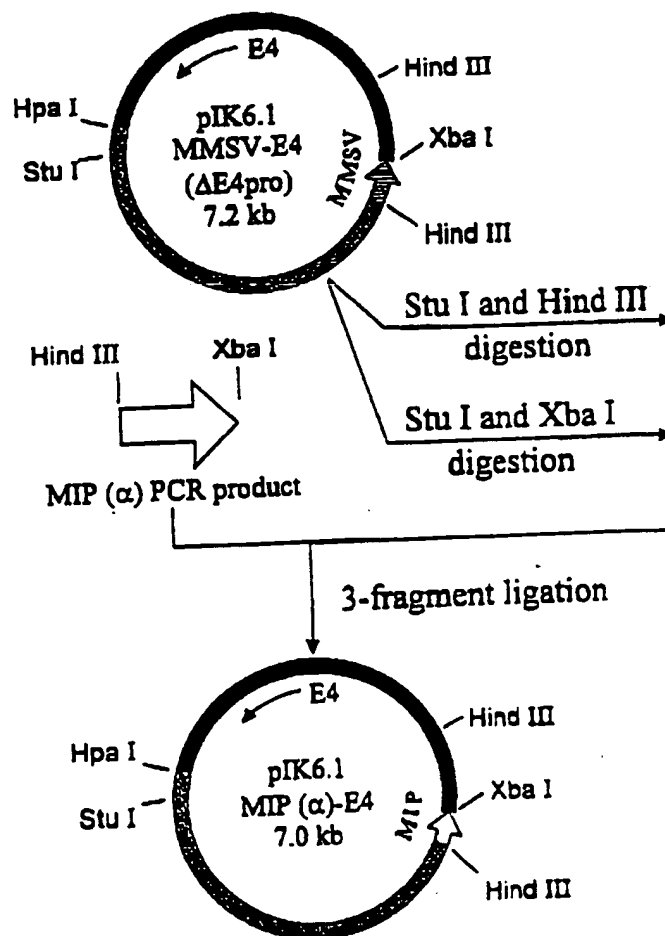 E4
Hind III
Hpa I
pIK6.1
Xba I
Stu I
MMSV-E4
(ΔE4pro)
7.2 kb
MMSV
Hind III
Stu I and Hind III
digestion
Hind III
Xba I
Stu I and Xba I
digestion
MIP (α) PCR product
3-fragment ligation
E4
Hind III
Hpa I
pIK6.1
Xba I
Stu I
MIP (α)-E4
7.0 kb
MIP
Hind III